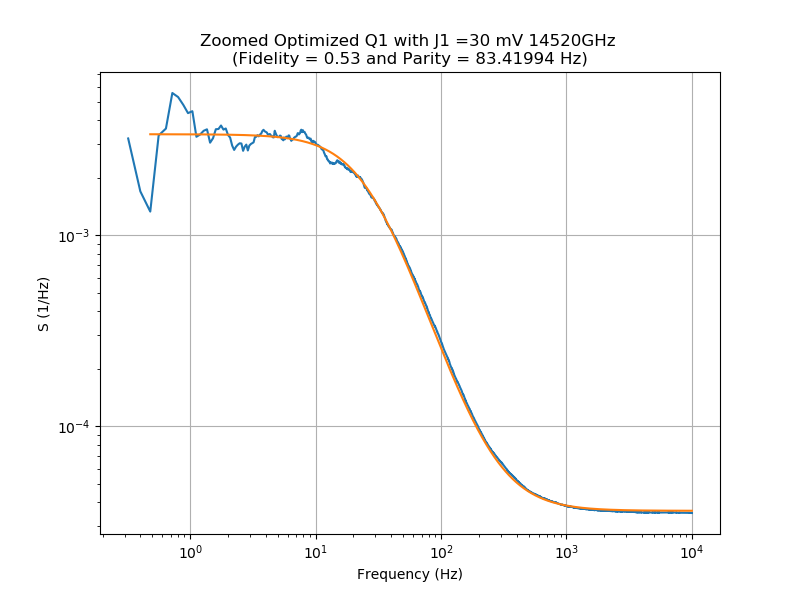 Zoomed Optimized Q1 with J1 =30 mV 14520GHz
(Fidelity = 0.53 and Parity = 83.41994 Hz)
S (1/Hz)
10⁻³
10⁻⁴
10⁰ 10¹ 10² 10³ 10⁴
Frequency (Hz)